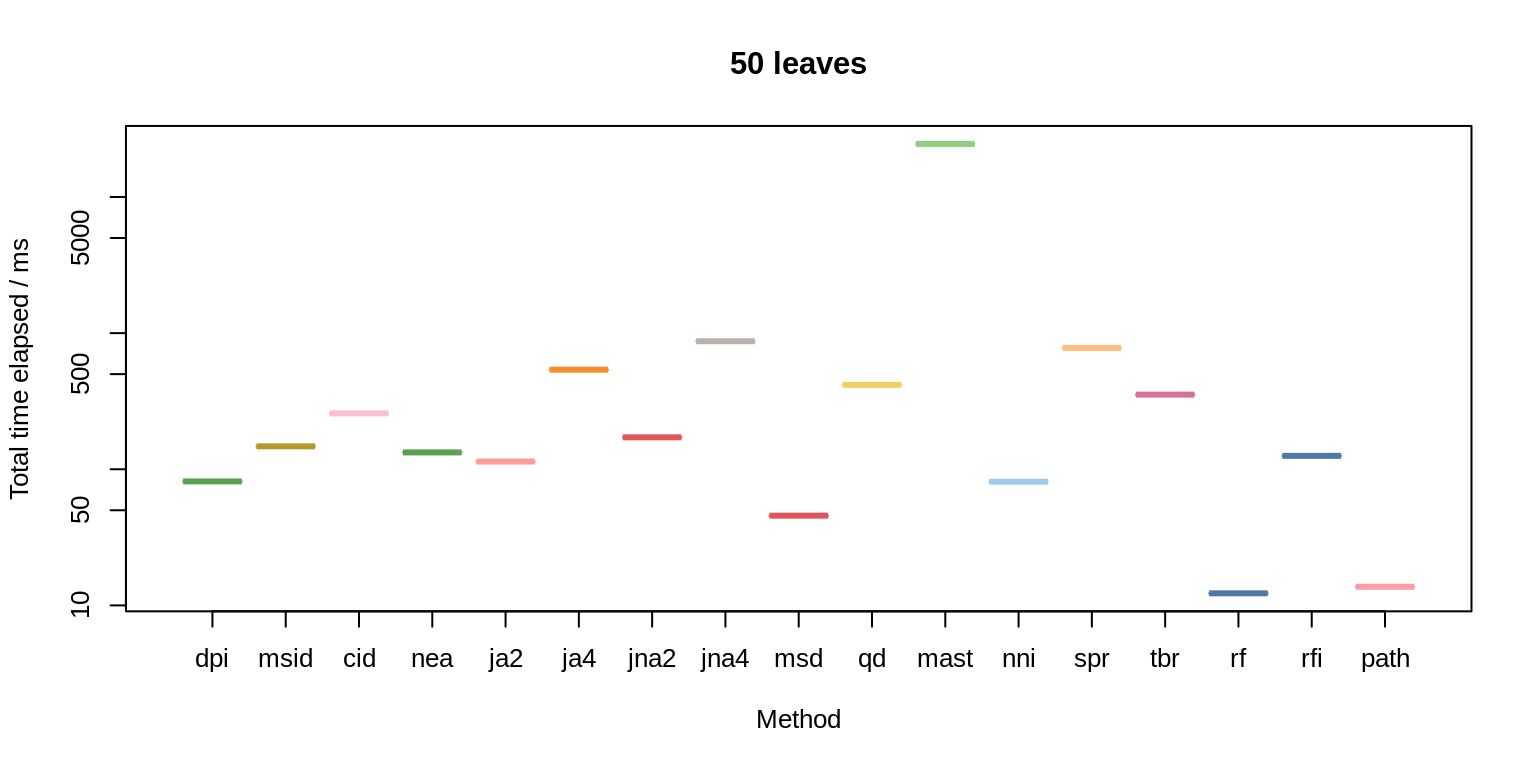 50 leaves
Total time elapsed / ms
5000
500
50
10
dpi msid cid nea ja2 ja4 jna2 jna4 msd qd mast nni spr tbr rf rfi path
Method